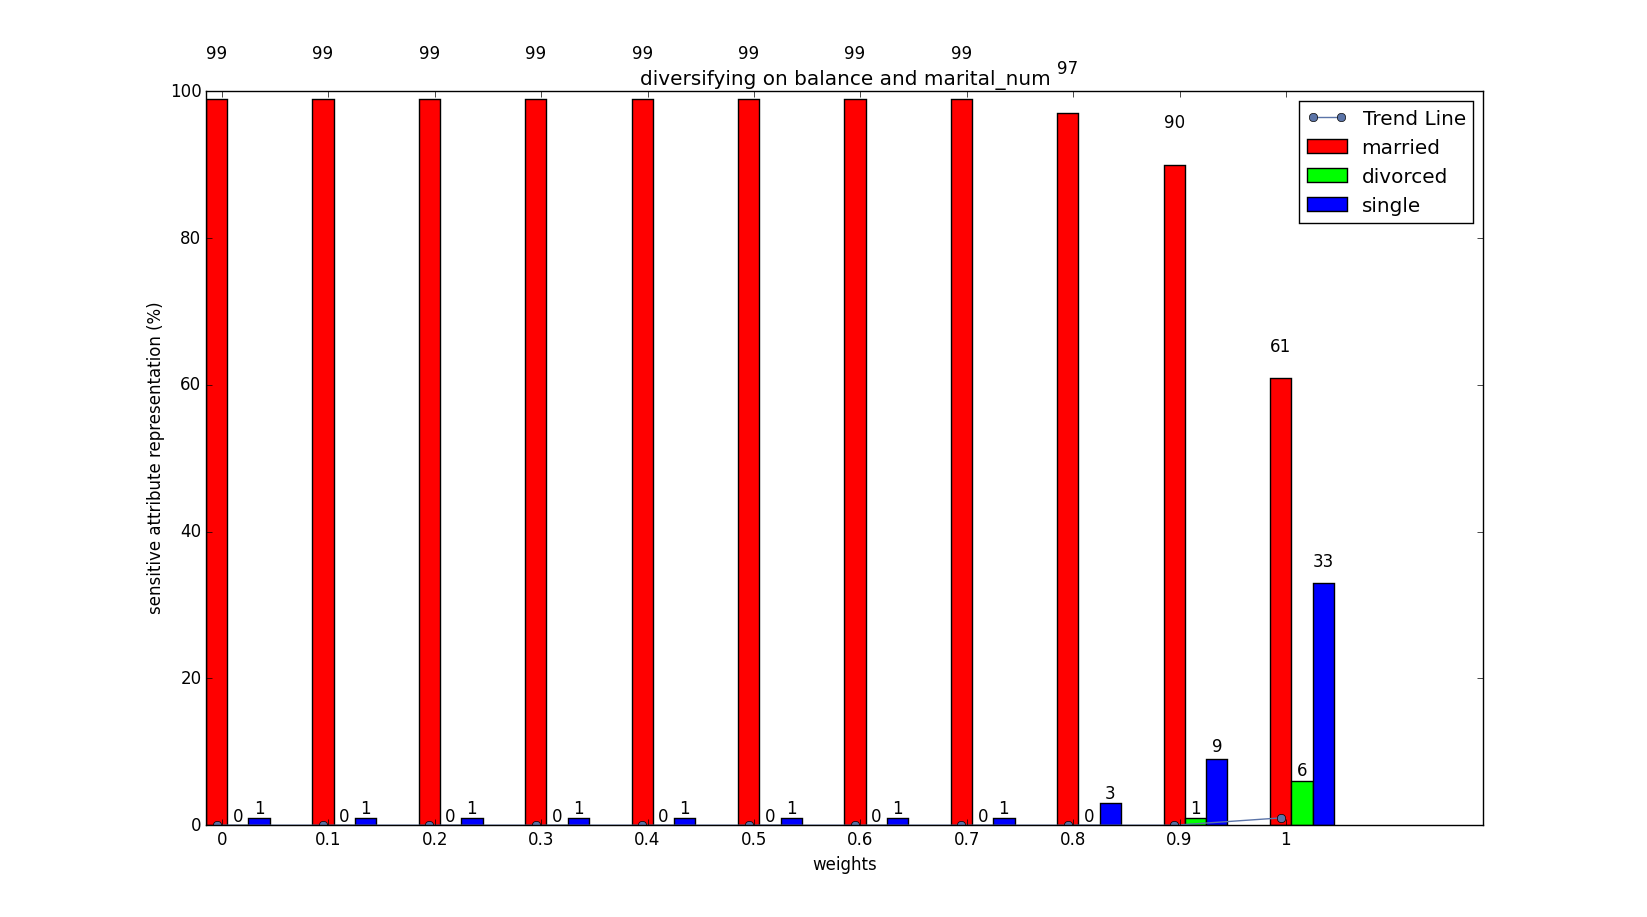 99 99 99 99 99 99 99 99 97
diversifying on balance and marital_num
100
90
Trend Line
married
divorced
single
80
sensitive attribute representation (%)
61
60
40
33
20
9
6
3
0 1 0 1 0 1 0 1 0 1 0 1 0 1 0 1 0 1
0
0 0.1 0.2 0.3 0.4 0.5 0.6 0.7 0.8 0.9 1
weights